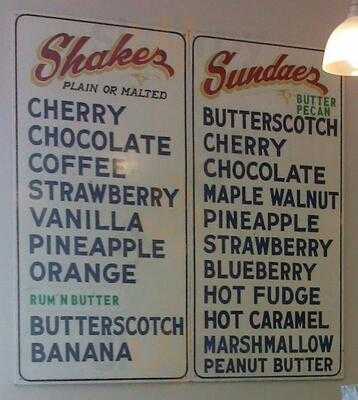 Shakes
PLAIN OR MALTED
CHERRY
CHOCOLATE
COFFEE
STRAWBERRY
VANILLA
PINEAPPLE
ORANGE
RUM 'N BUTTER
BUTTERSCOTCH
BANANA
Sundaes
BUTTER
PECAN
BUTTERSCOTCH
CHERRY
CHOCOLATE
MAPLE WALNUT
PINEAPPLE
STRAWBERRY
BLUEBERRY
HOT FUDGE
HOT CARAMEL
MARSHMALLOW
PEANUT BUTTER